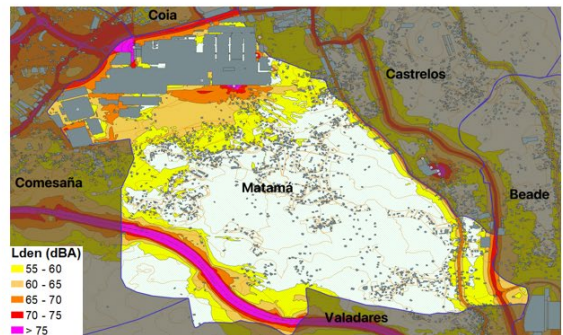 Coia
Castrelos
Comesaña
Matamá
Beade
Lden (dBA)
55 - 60
60 - 65
65 - 70
70 - 75
> 75
Valadares